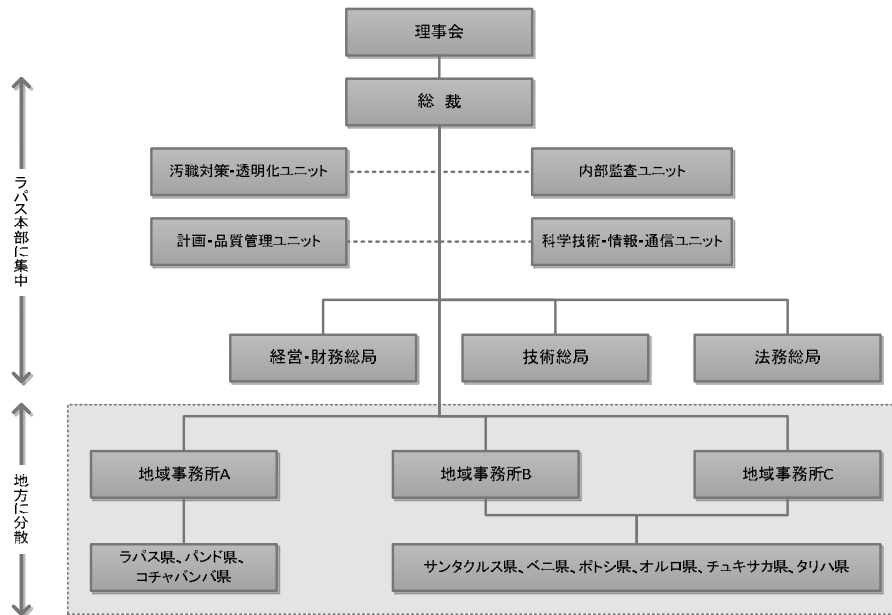 理事会
総 裁
汚職対策・透明化ユニット
内部監査ユニット
計画・品質管理ユニット
科学技術・情報・通信ユニット
経営・財務総局
技術総局
法務総局
ラパス本部に集中
地域事務所A
地域事務所B
地域事務所C
ラパス県、パンド県、
コチャバンバ県
サンタクルス県、ベニ県、ポトシ県、オルロ県、チュキサカ県、タリハ県
地方に分散